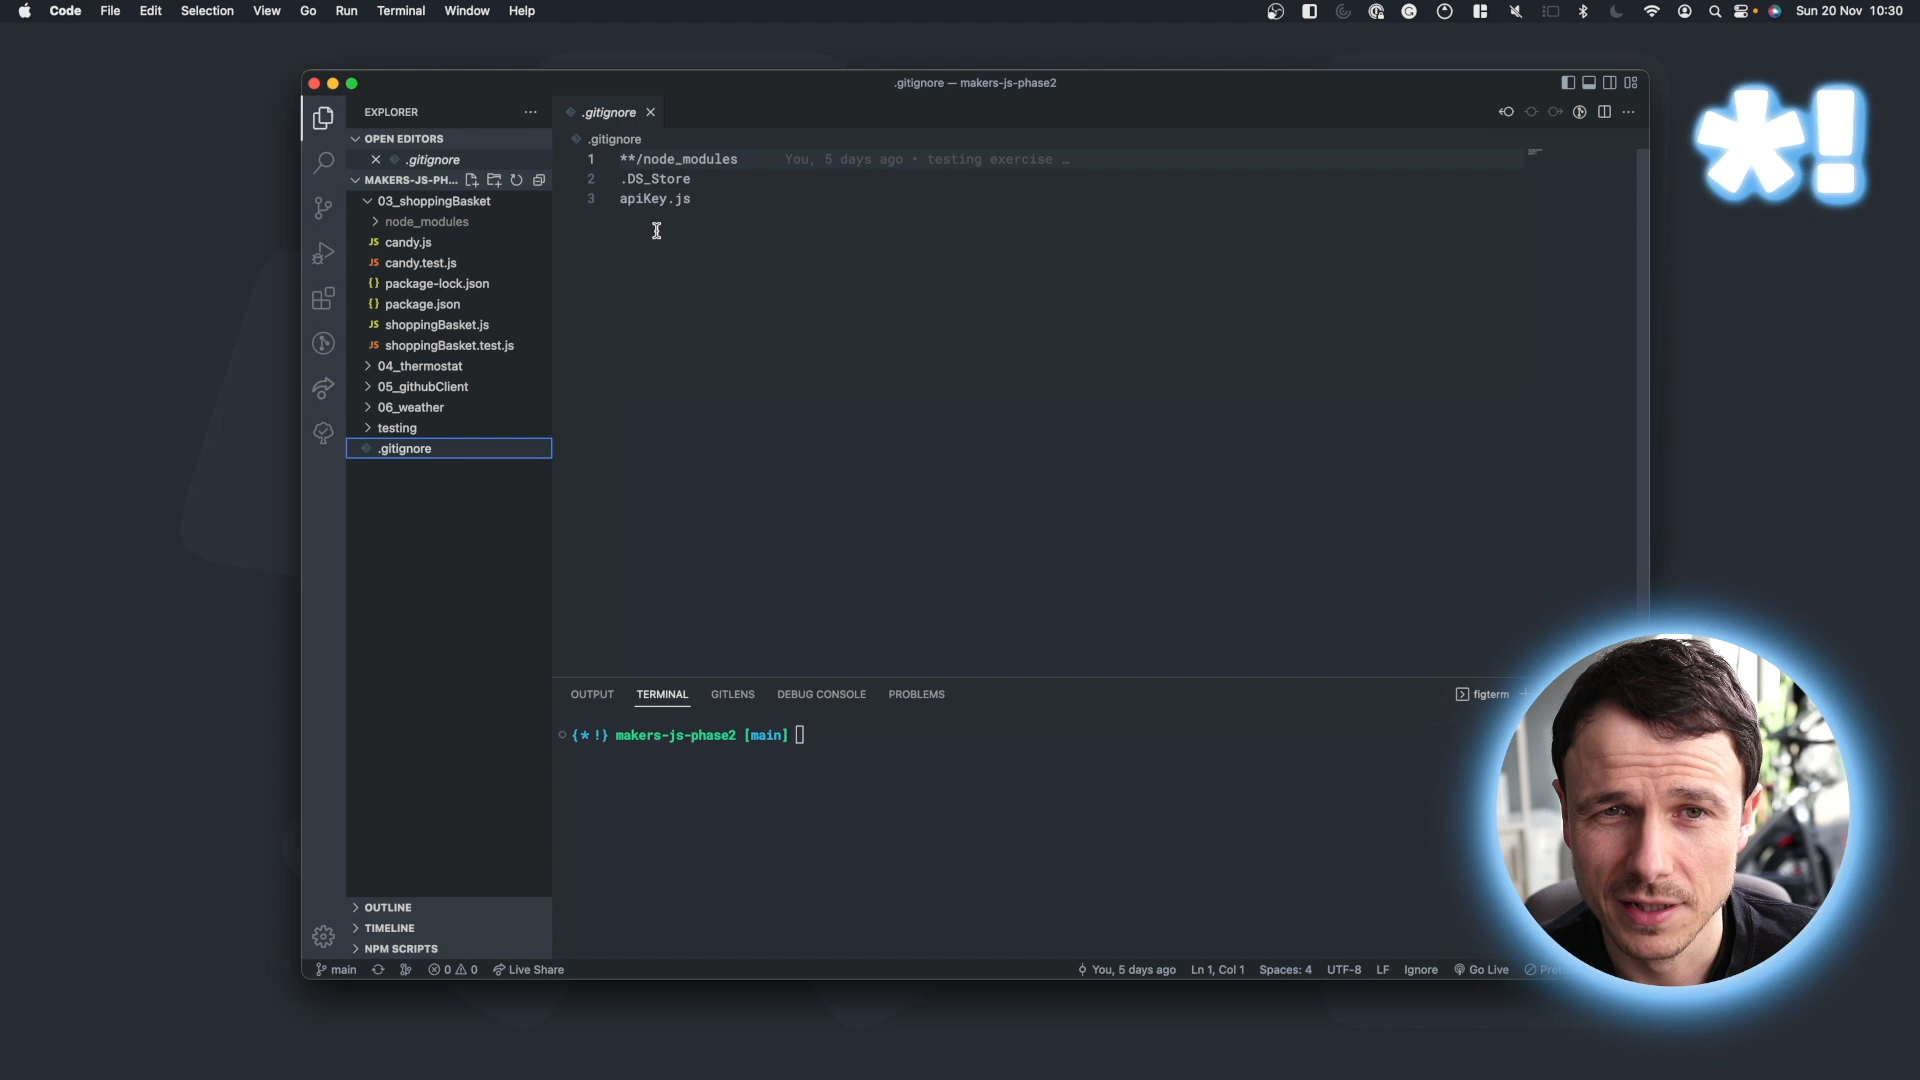 Code File Edit Selection View Go Run Terminal Window Help
Sun 20 Nov 10:30
.gitignore — makers-js-phase2
EXPLORER
.gitignore
OPEN EDITORS
.gitignore
MAKERS-JS-PH...
03_shoppingBasket
node_modules
candy.js
candy.test.js
package-lock.json
package.json
shoppingBasket.js
shoppingBasket.test.js
04_thermostat
05_githubClient
06_weather
testing
.gitignore
OUTLINE
TIMELINE
NPM SCRIPTS
.gitignore
1 **/node_modules You, 5 days ago • testing exercise …
2 .DS_Store
3 apiKey.js
*!
OUTPUT TERMINAL GITLENS DEBUG CONSOLE PROBLEMS
figterm
{*!} makers-js-phase2 [main]
main 0 0 Live Share
You, 5 days ago Ln 1, Col 1 Spaces: 4 UTF-8 LF Ignore Go Live